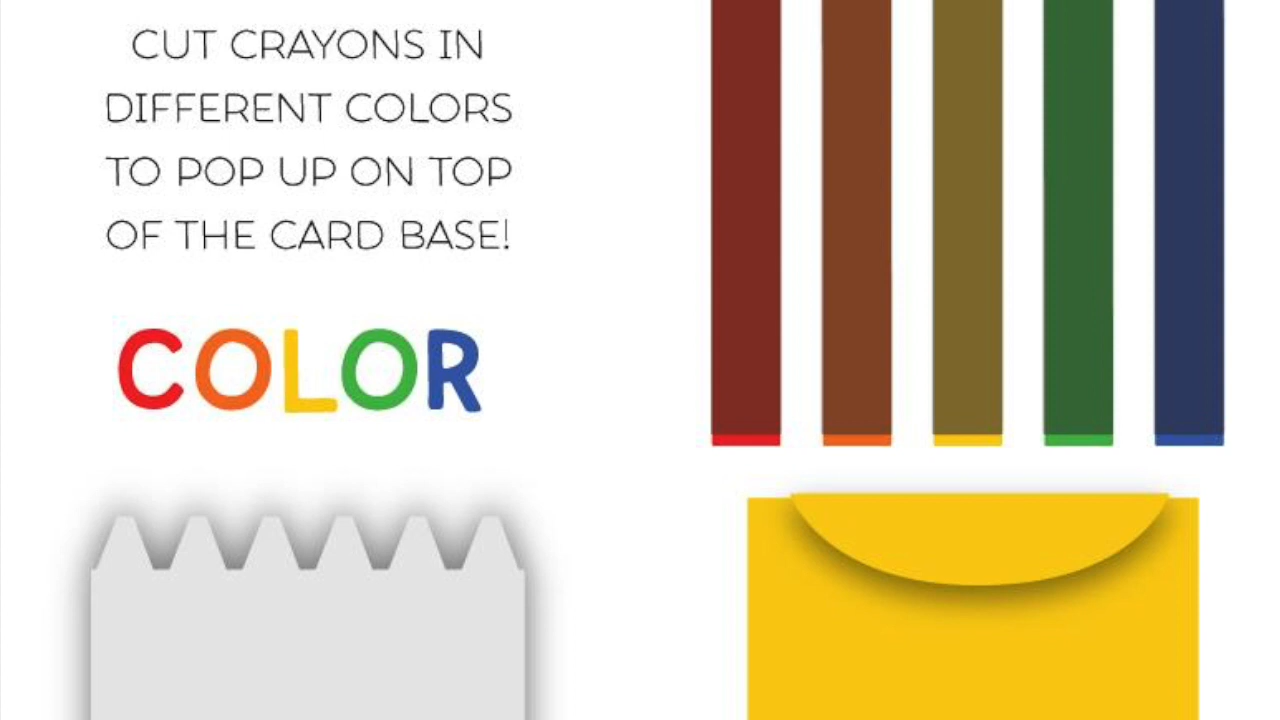 CUT CRAYONS IN
DIFFERENT COLORS
TO POP UP ON TOP
OF THE CARD BASE!
COLOR